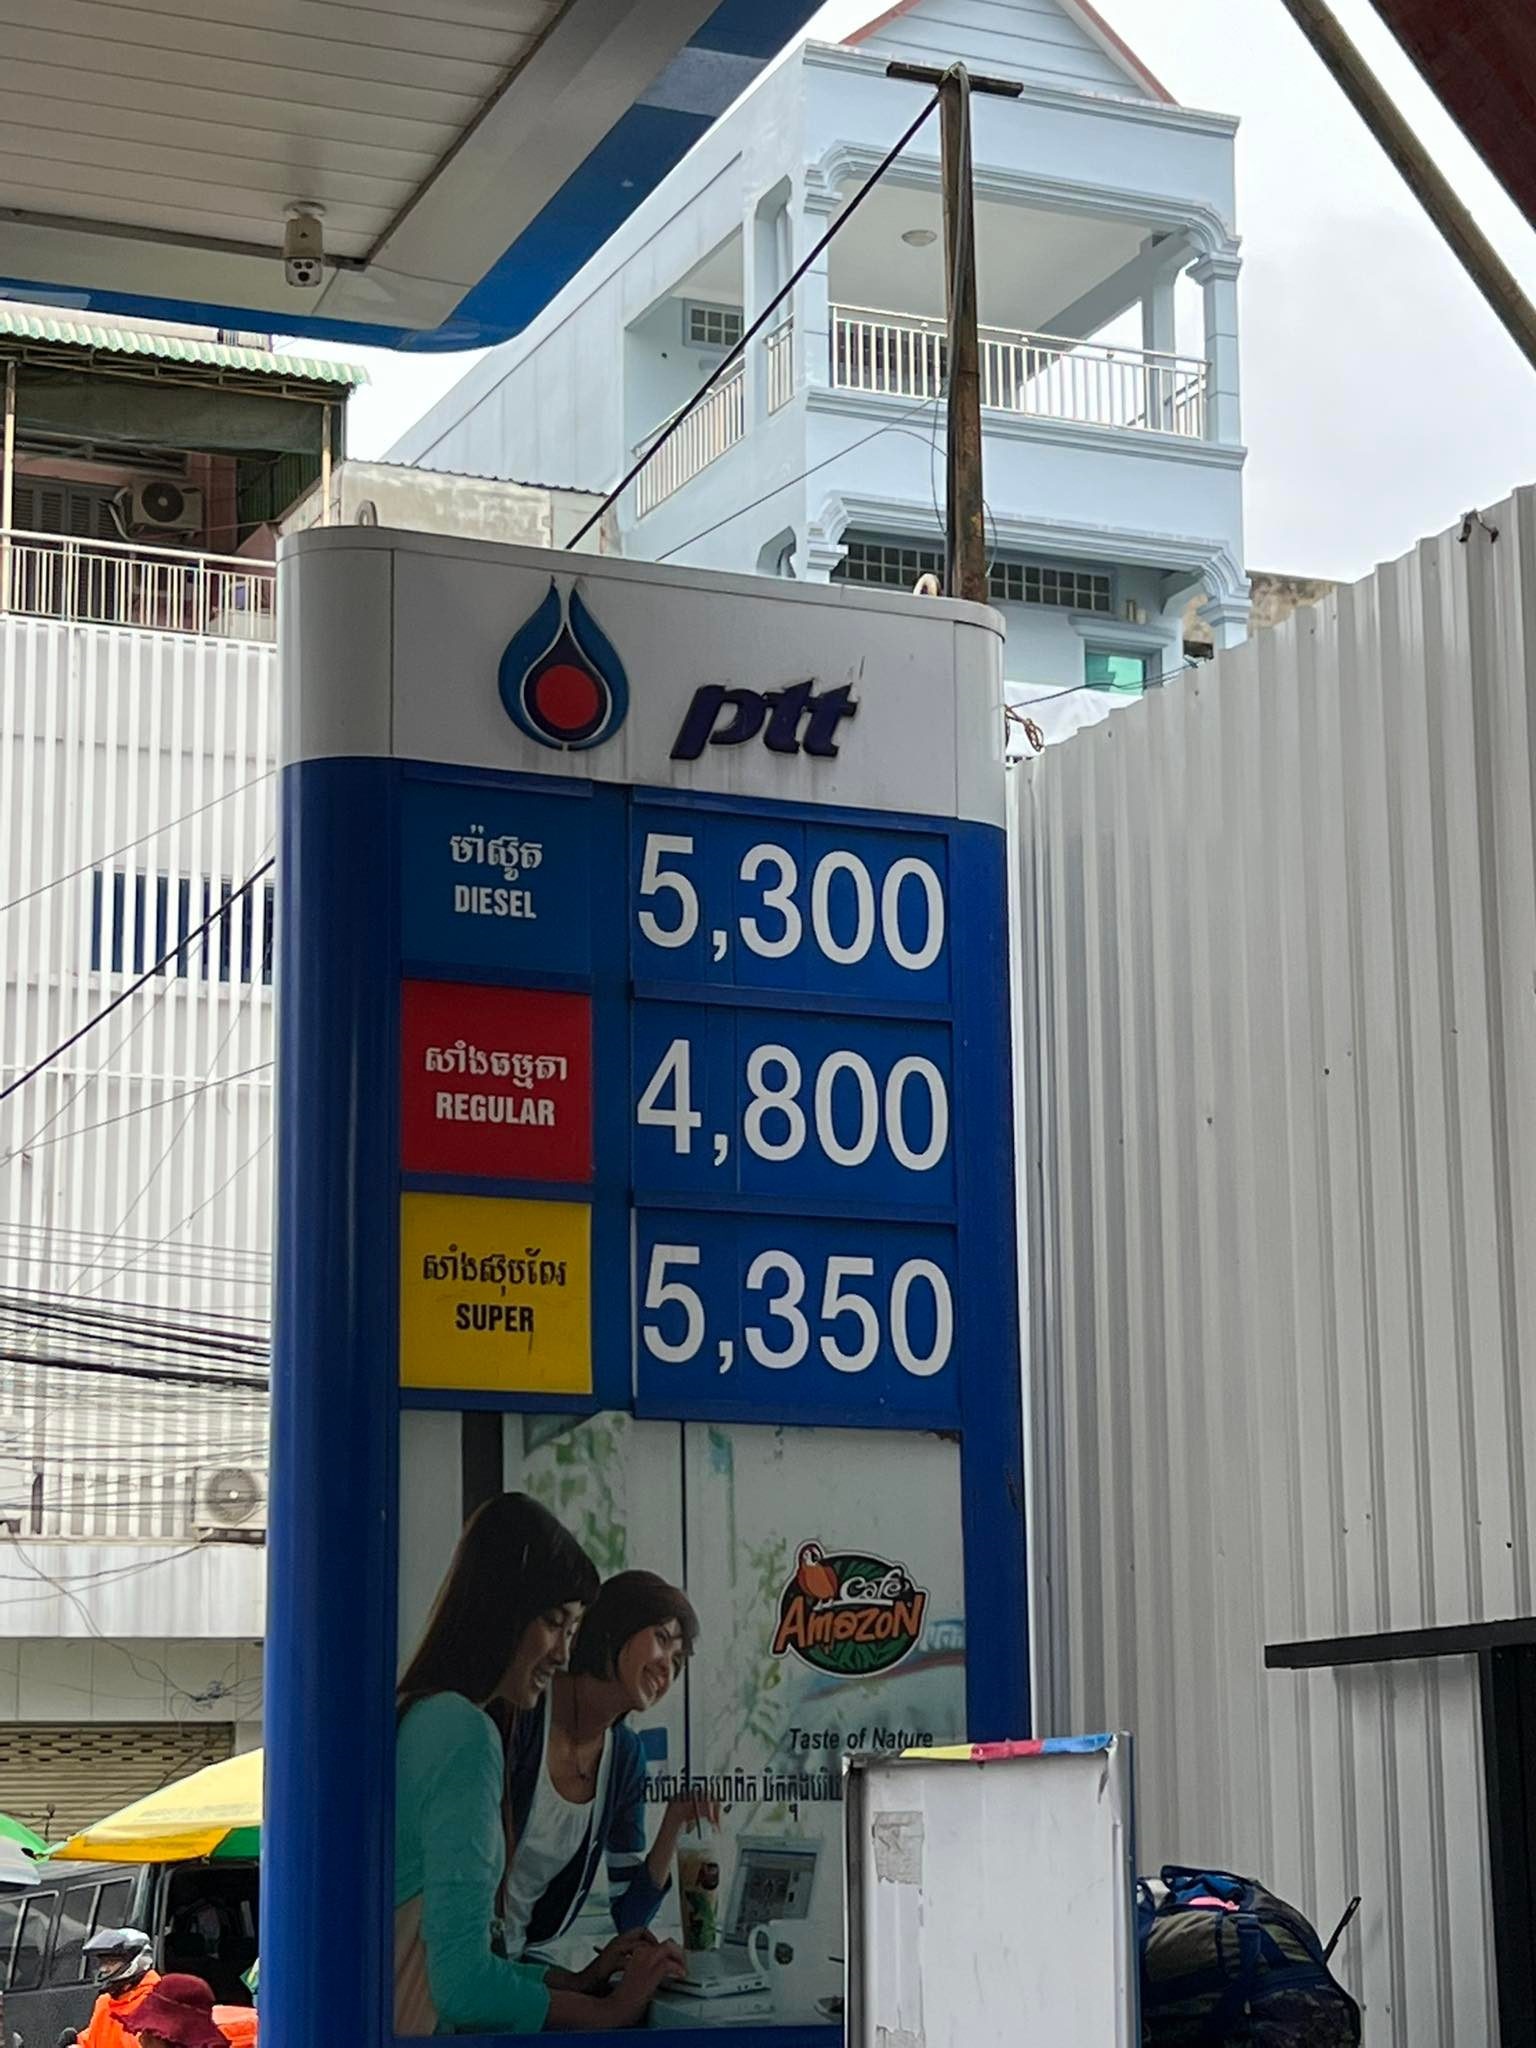 ptt
ម៉ាស៊ូត
DIESEL
5,300
សាំងធម្មតា
REGULAR
4,800
សាំងស៊ុបពែរ
SUPER
5,350
Café
Amazon
Taste of Nature